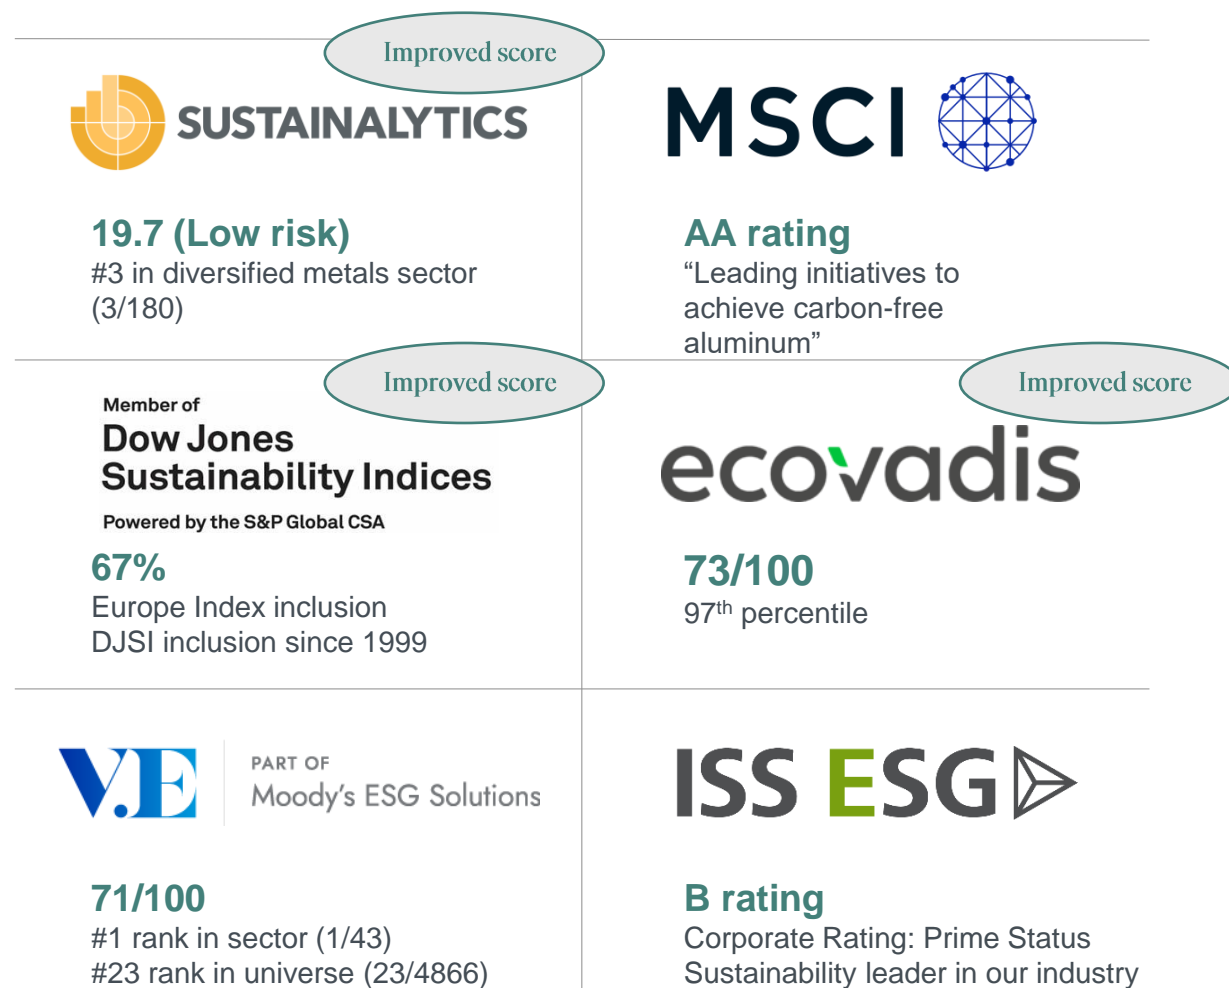 Improved score
SUSTAINALYTICS
19.7 (Low risk)
#3 in diversified metals sector
(3/180)
MSCI
AA rating
“Leading initiatives to
achieve carbon-free
aluminum”
Improved score
Member of
Dow Jones
Sustainability Indices
Powered by the S&P Global CSA
67%
Europe Index inclusion
DJSI inclusion since 1999
Improved score
ecovadis
73/100
97th percentile
V.E
PART OF
Moody's ESG Solutions
71/100
#1 rank in sector (1/43)
#23 rank in universe (23/4866)
ISS ESG
B rating
Corporate Rating: Prime Status
Sustainability leader in our industry